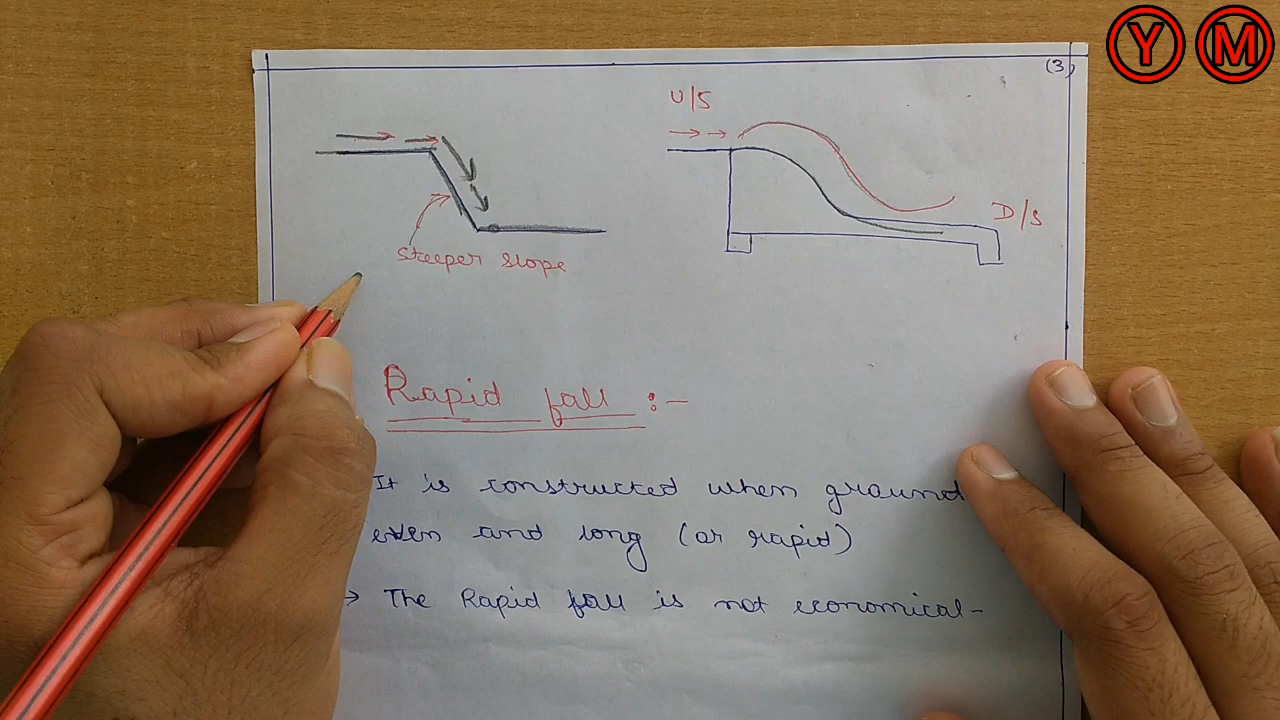 Y M
(3)
U/S
D/S
steeper slope
Rapid fall :-
It is constructed when ground
even and long (or rapid)
→ The Rapid fall is not economical-